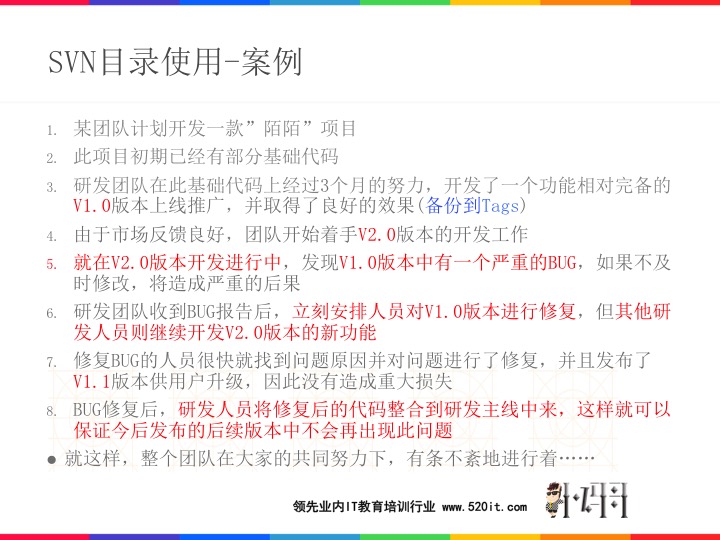 SVN目录使用-案例
1. 某团队计划开发一款”陌陌”项目
2. 此项目初期已经有部分基础代码
3. 研发团队在此基础代码上经过3个月的努力，开发了一个功能相对完备的
V1.0版本上线推广，并取得了良好的效果(备份到Tags)
4. 由于市场反馈良好，团队开始着手V2.0版本的开发工作
5. 就在V2.0版本开发进行中，发现V1.0版本中有一个严重的BUG，如果不及
时修改，将造成严重的后果
6. 研发团队收到BUG报告后，立刻安排人员对V1.0版本进行修复，但其他研
发人员则继续开发V2.0版本的新功能
7. 修复BUG的人员很快就找到问题原因并对问题进行了修复，并且发布了
V1.1版本供用户升级，因此没有造成重大损失
8. BUG修复后，研发人员将修复后的代码整合到研发主线中来，这样就可以
保证今后发布的后续版本中不会再出现此问题
● 就这样，整个团队在大家的共同努力下，有条不紊地进行着……
领先业内IT教育培训行业 www.520it.com
小码哥